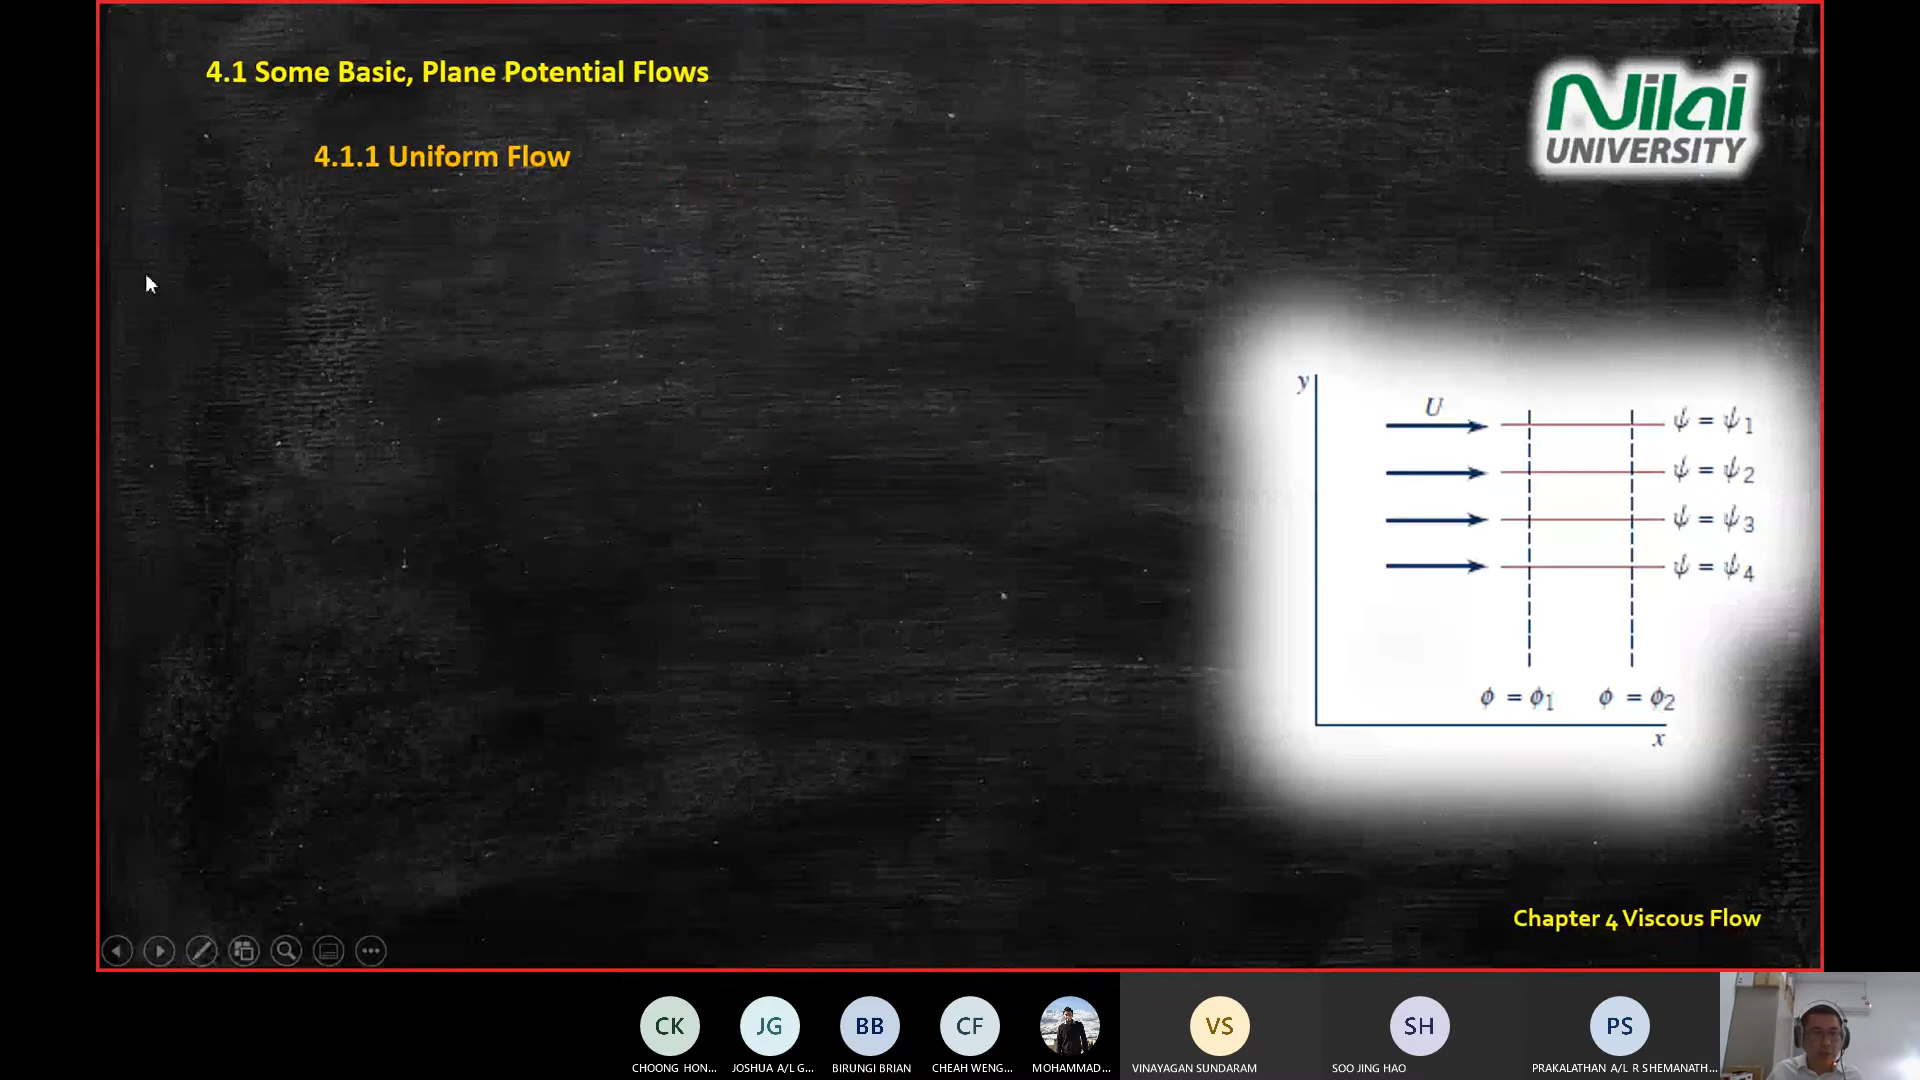 4.1 Some Basic, Plane Potential Flows
4.1.1 Uniform Flow
Nilai
UNIVERSITY
y
U
ψ = ψ1
ψ = ψ2
ψ = ψ3
ψ = ψ4
ϕ = ϕ1 ϕ = ϕ2
x
Chapter 4 Viscous Flow
CK JG BB CF VS SH PS
CHOONG HON... JOSHUA A/L G... BIRUNGI BRIAN CHEAH WENG... MOHAMMAD... VINAYAGAN SUNDARAM SOO JING HAO PRAKALATHAN A/L R SHEMANATH...